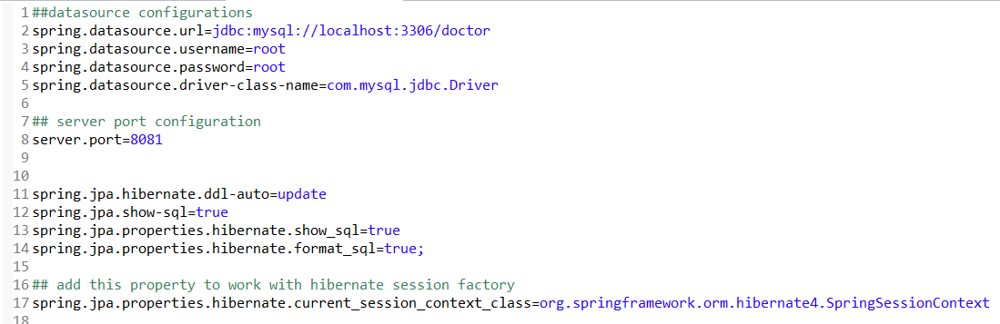 1 ##datasource configurations
2 spring.datasource.url=jdbc:mysql://localhost:3306/doctor
3 spring.datasource.username=root
4 spring.datasource.password=root
5 spring.datasource.driver-class-name=com.mysql.jdbc.Driver
6
7 ## server port configuration
8 server.port=8081
9
10
11 spring.jpa.hibernate.ddl-auto=update
12 spring.jpa.show-sql=true
13 spring.jpa.properties.hibernate.show_sql=true
14 spring.jpa.properties.hibernate.format_sql=true;
15
16 ## add this property to work with hibernate session factory
17 spring.jpa.properties.hibernate.current_session_context_class=org.springframework.orm.hibernate4.SpringSessionContext
18